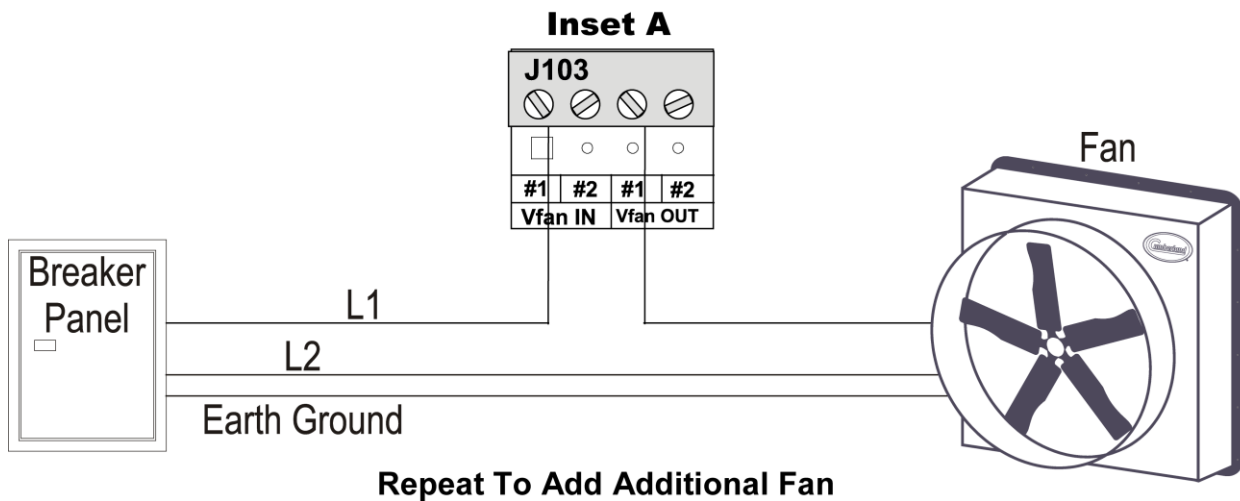 Inset A
J103
#1 #2 #1 #2
Vfan IN Vfan OUT
Fan
Cumberland
Breaker
Panel
L1
L2
Earth Ground
Repeat To Add Additional Fan